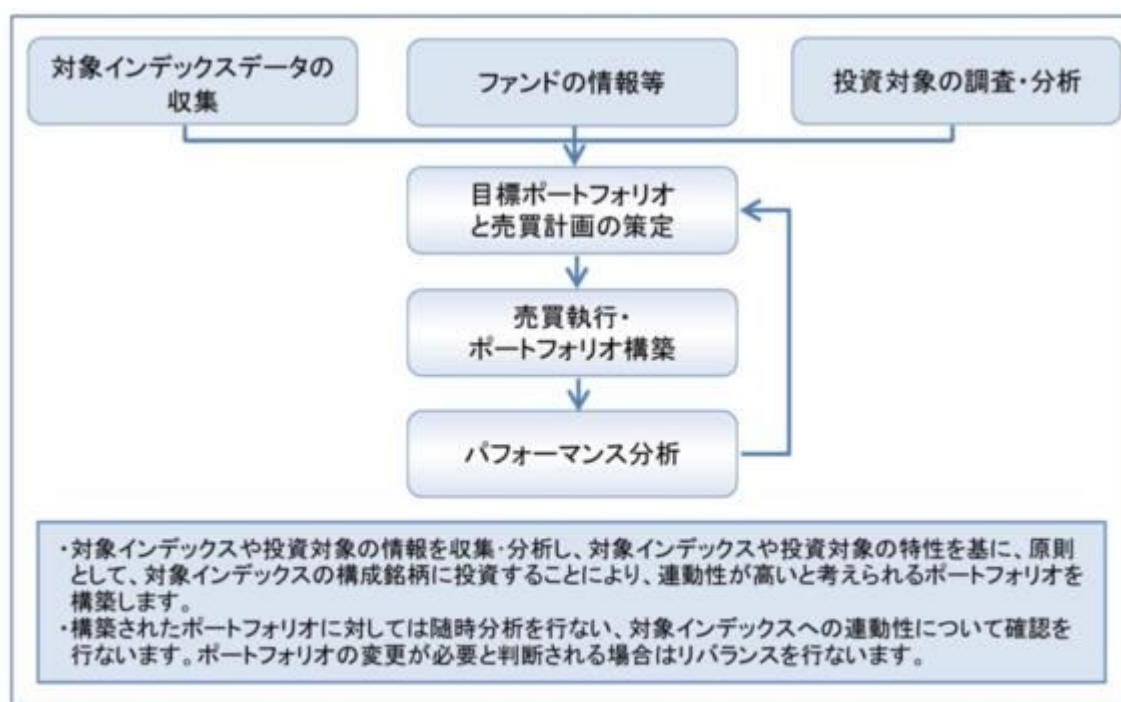 対象インデックスデータの
収集
ファンドの情報等
投資対象の調査・分析
目標ポートフォリオ
と売買計画の策定
売買執行・
ポートフォリオ構築
パフォーマンス分析
・対象インデックスや投資対象の情報を収集・分析し、対象インデックスや投資対象の特性を基に、原則
として、対象インデックスの構成銘柄に投資することにより、連動性が高いと考えられるポートフォリオを
構築します。
・構築されたポートフォリオに対しては随時分析を行ない、対象インデックスへの連動性について確認を
行ないます。ポートフォリオの変更が必要と判断される場合はリバランスを行ないます。